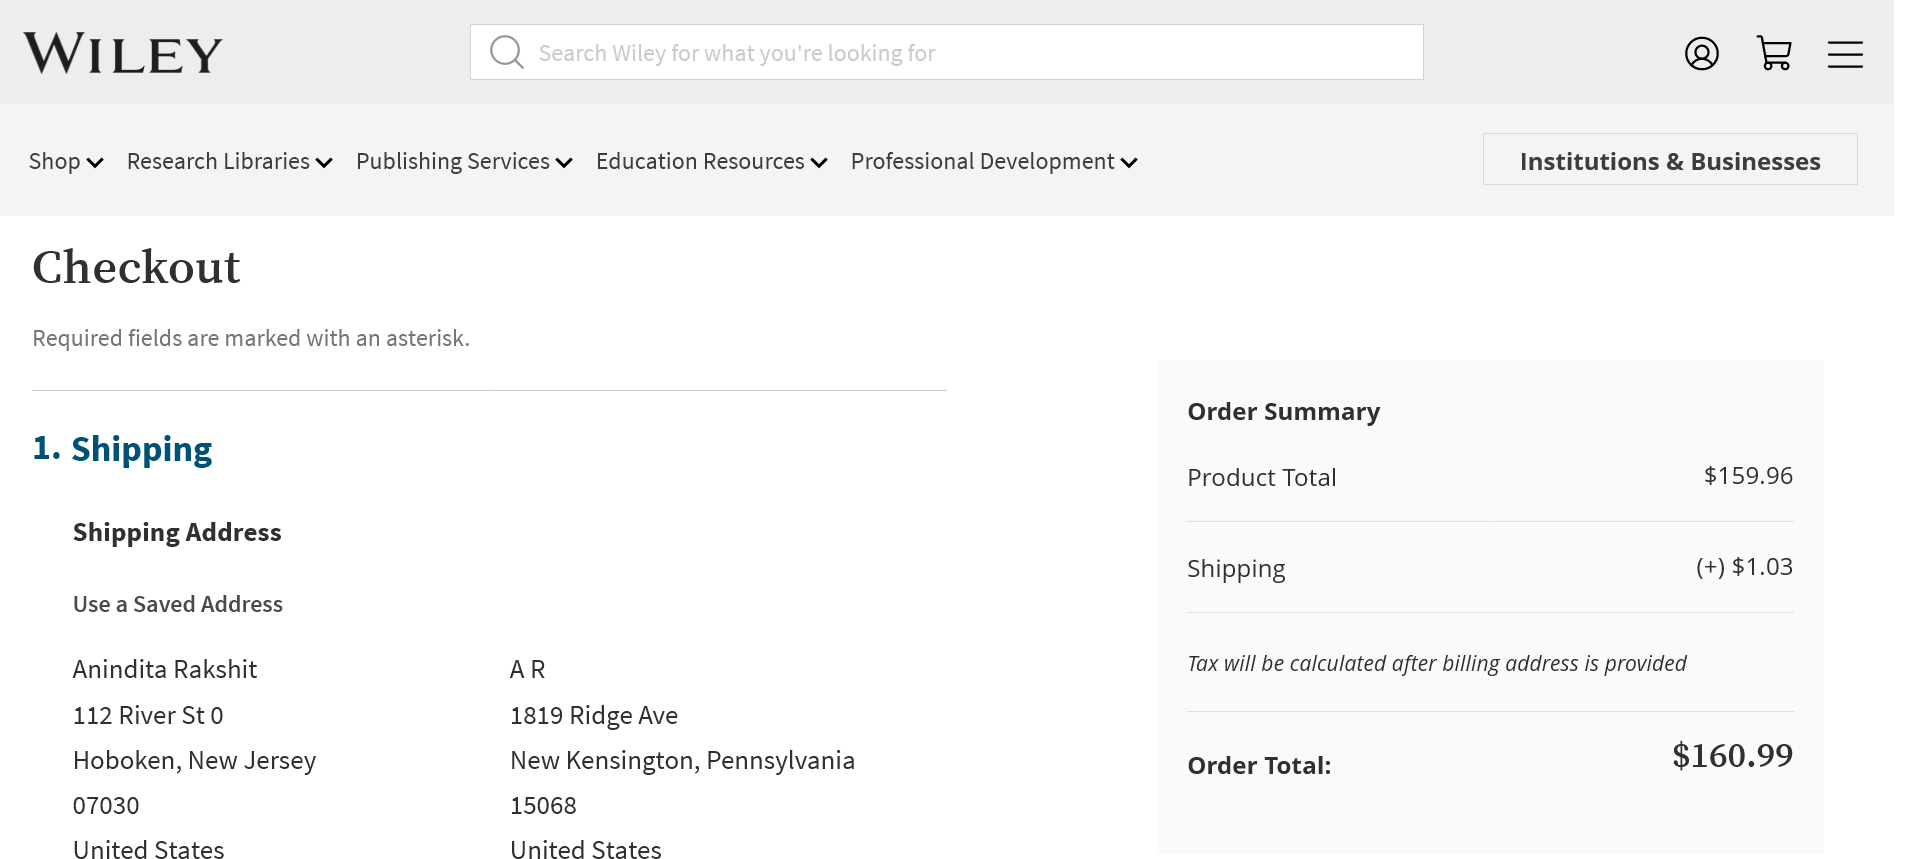 WILEY
Search Wiley for what you're looking for
Shop Research Libraries Publishing Services Education Resources Professional Development Institutions & Businesses
Checkout
Required fields are marked with an asterisk.
1. Shipping
Shipping Address
Use a Saved Address
Anindita Rakshit
112 River St 0
Hoboken, New Jersey
07030
United States
A R
1819 Ridge Ave
New Kensington, Pennsylvania
15068
United States
Order Summary
Product Total $159.96
Shipping (+) $1.03
Tax will be calculated after billing address is provided
Order Total: $160.99